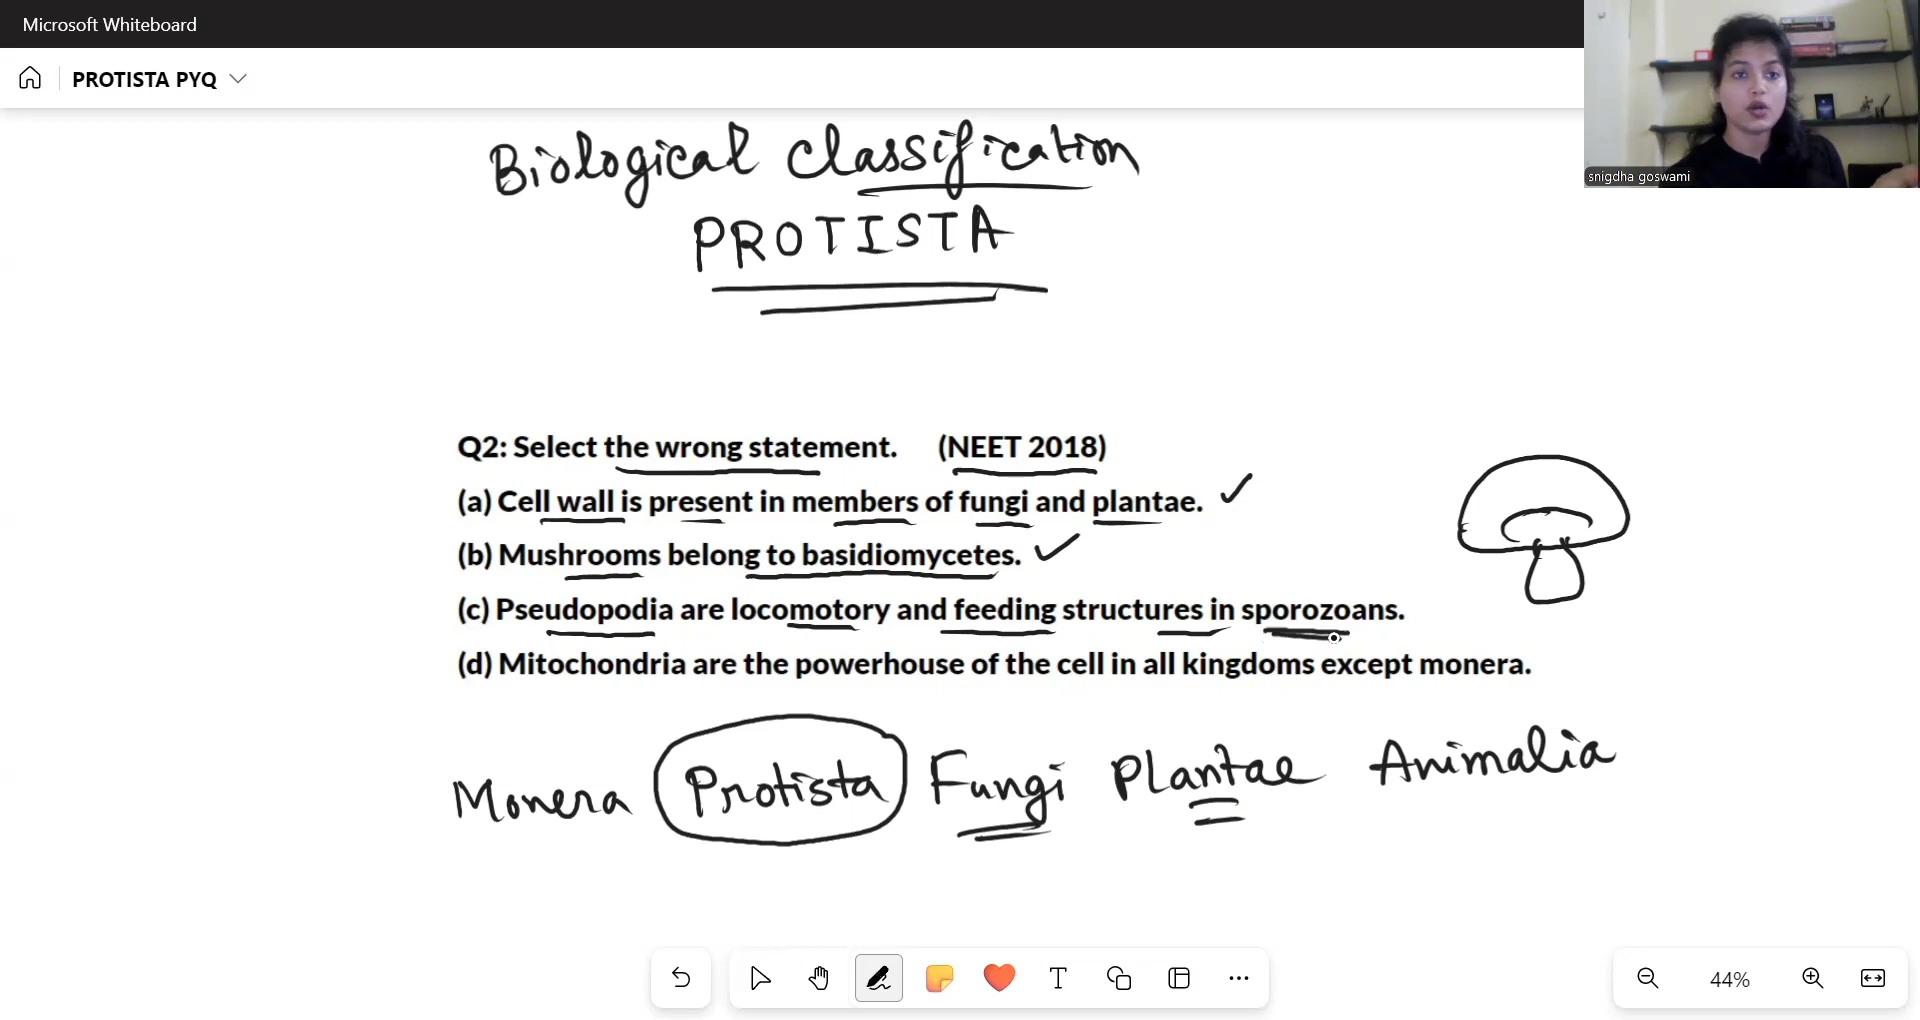 Microsoft Whiteboard
PROTISTA PYQ
snigdha goswami
Biological classification
PROTISTA
Q2: Select the wrong statement. (NEET 2018)
(a) Cell wall is present in members of fungi and plantae.
(b) Mushrooms belong to basidiomycetes.
(c) Pseudopodia are locomotory and feeding structures in sporozoans.
(d) Mitochondria are the powerhouse of the cell in all kingdoms except monera.
Monera Protista Fungi Plantae Animalia
44%